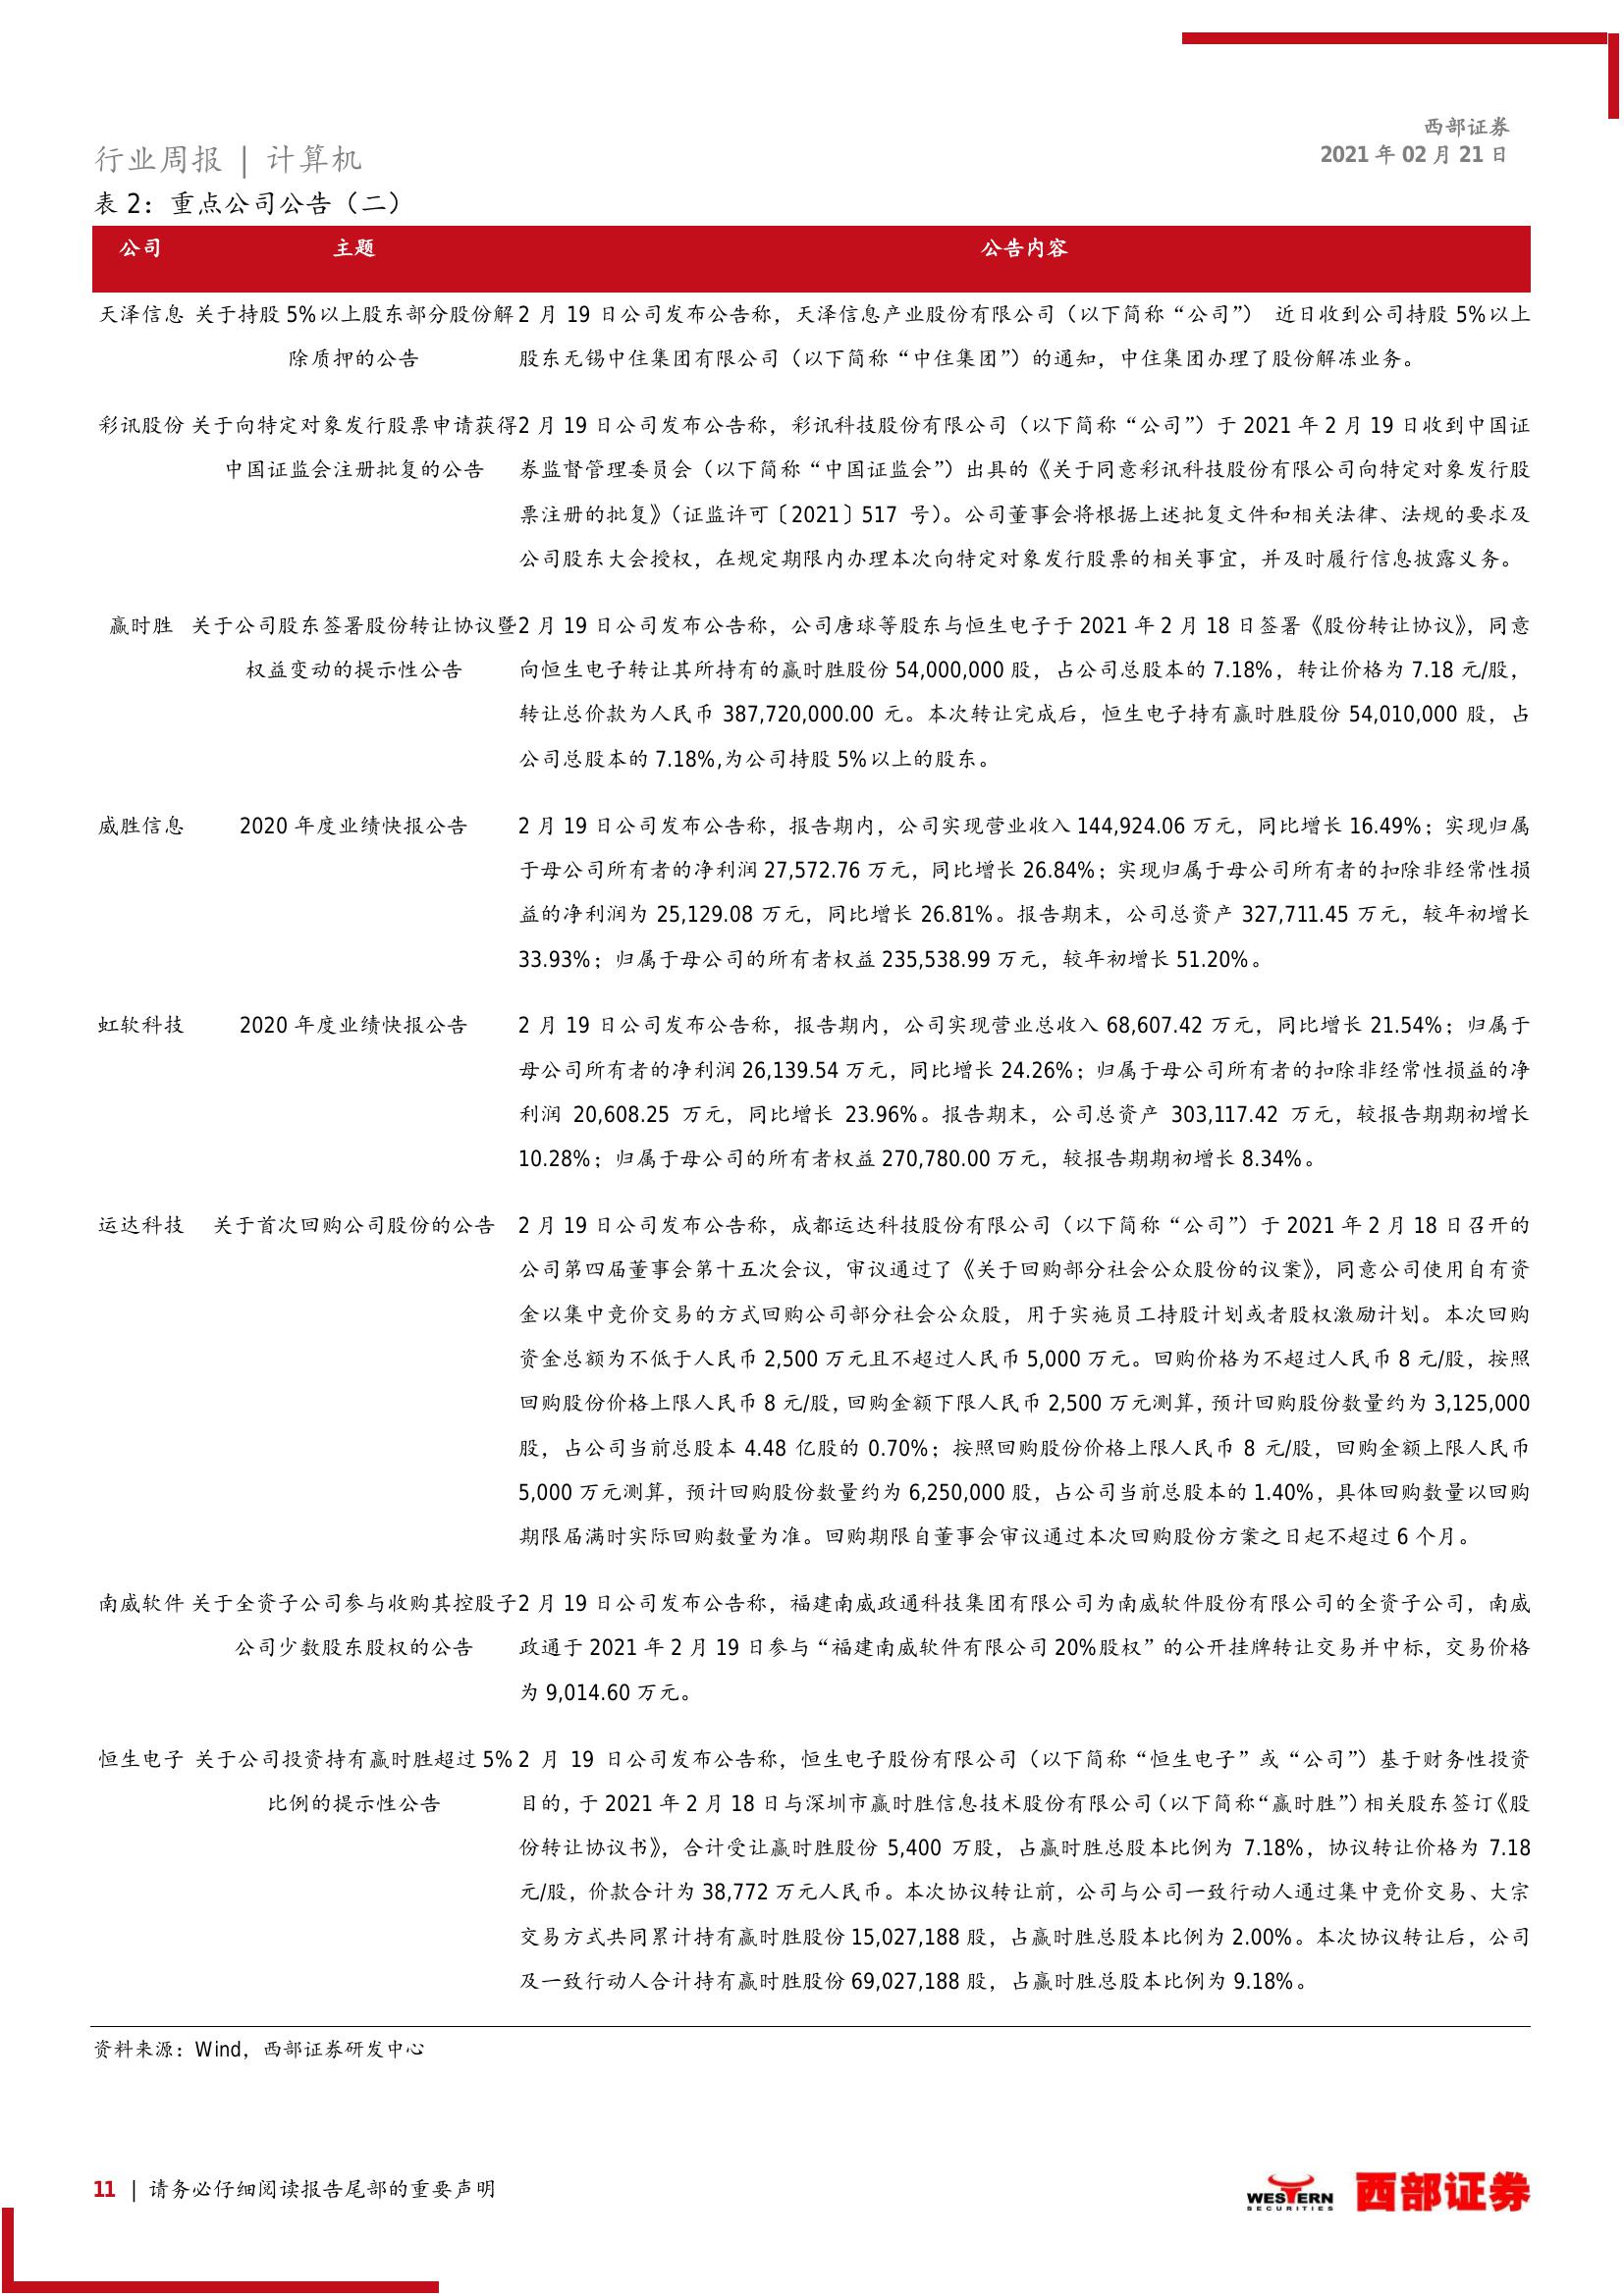 西部证券
2021 年 02 月 21 日
行业周报 | 计算机
表 2：重点公司公告（二）
公司 主题 公告内容
天泽信息 关于持股 5%以上股东部分股份解 2 月 19 日公司发布公告称，天泽信息产业股份有限公司（以下简称“公司”） 近日收到公司持股 5%以上
除质押的公告 股东无锡中住集团有限公司（以下简称“中住集团”）的通知，中住集团办理了股份解冻业务。
彩讯股份 关于向特定对象发行股票申请获得 2 月 19 日公司发布公告称，彩讯科技股份有限公司（以下简称“公司”）于 2021 年 2 月 19 日收到中国证
中国证监会注册批复的公告 券监督管理委员会（以下简称“中国证监会”）出具的《关于同意彩讯科技股份有限公司向特定对象发行股
票注册的批复》（证监许可〔2021〕517 号）。公司董事会将根据上述批复文件和相关法律、法规的要求及
公司股东大会授权，在规定期限内办理本次向特定对象发行股票的相关事宜，并及时履行信息披露义务。
赢时胜 关于公司股东签署股份转让协议暨 2 月 19 日公司发布公告称，公司唐球等股东与恒生电子于 2021 年 2 月 18 日签署《股份转让协议》，同意
权益变动的提示性公告 向恒生电子转让其所持有的赢时胜股份 54,000,000 股，占公司总股本的 7.18%，转让价格为 7.18 元/股，
转让总价款为人民币 387,720,000.00 元。本次转让完成后，恒生电子持有赢时胜股份 54,010,000 股，占
公司总股本的 7.18%,为公司持股 5%以上的股东。
威胜信息 2020 年度业绩快报公告 2 月 19 日公司发布公告称，报告期内，公司实现营业收入 144,924.06 万元，同比增长 16.49%；实现归属
于母公司所有者的净利润 27,572.76 万元，同比增长 26.84%；实现归属于母公司所有者的扣除非经常性损
益的净利润为 25,129.08 万元，同比增长 26.81%。报告期末，公司总资产 327,711.45 万元，较年初增长
33.93%；归属于母公司的所有者权益 235,538.99 万元，较年初增长 51.20%。
虹软科技 2020 年度业绩快报公告 2 月 19 日公司发布公告称，报告期内，公司实现营业总收入 68,607.42 万元，同比增长 21.54%；归属于
母公司所有者的净利润 26,139.54 万元，同比增长 24.26%；归属于母公司所有者的扣除非经常性损益的净
利润 20,608.25 万元，同比增长 23.96%。报告期末，公司总资产 303,117.42 万元，较报告期期初增长
10.28%；归属于母公司的所有者权益 270,780.00 万元，较报告期期初增长 8.34%。
运达科技 关于首次回购公司股份的公告 2 月 19 日公司发布公告称，成都运达科技股份有限公司（以下简称“公司”）于 2021 年 2 月 18 日召开的
公司第四届董事会第十五次会议，审议通过了《关于回购部分社会公众股份的议案》，同意公司使用自有资
金以集中竞价交易的方式回购公司部分社会公众股，用于实施员工持股计划或者股权激励计划。本次回购
资金总额为不低于人民币 2,500 万元且不超过人民币 5,000 万元。回购价格为不超过人民币 8 元/股，按照
回购股份价格上限人民币 8 元/股，回购金额下限人民币 2,500 万元测算，预计回购股份数量约为 3,125,000
股，占公司当前总股本 4.48 亿股的 0.70%；按照回购股份价格上限人民币 8 元/股，回购金额上限人民币
5,000 万元测算，预计回购股份数量约为 6,250,000 股，占公司当前总股本的 1.40%，具体回购数量以回购
期限届满时实际回购数量为准。回购期限自董事会审议通过本次回购股份方案之日起不超过 6 个月。
南威软件 关于全资子公司参与收购其控股子 2 月 19 日公司发布公告称，福建南威政通科技集团有限公司为南威软件股份有限公司的全资子公司，南威
公司少数股东股权的公告 政通于 2021 年 2 月 19 日参与“福建南威软件有限公司 20%股权”的公开挂牌转让交易并中标，交易价格
为 9,014.60 万元。
恒生电子 关于公司投资持有赢时胜超过 5% 2 月 19 日公司发布公告称，恒生电子股份有限公司（以下简称“恒生电子”或“公司”）基于财务性投资
比例的提示性公告 目的，于 2021 年 2 月 18 日与深圳市赢时胜信息技术股份有限公司（以下简称“赢时胜”）相关股东签订《股
份转让协议书》，合计受让赢时胜股份 5,400 万股，占赢时胜总股本比例为 7.18%，协议转让价格为 7.18
元/股，价款合计为 38,772 万元人民币。本次协议转让前，公司与公司一致行动人通过集中竞价交易、大宗
交易方式共同累计持有赢时胜股份 15,027,188 股，占赢时胜总股本比例为 2.00%。本次协议转让后，公司
及一致行动人合计持有赢时胜股份 69,027,188 股，占赢时胜总股本比例为 9.18%。
资料来源：Wind，西部证券研发中心
11 | 请务必仔细阅读报告尾部的重要声明
WESTERN
SECURITIES
西部证券